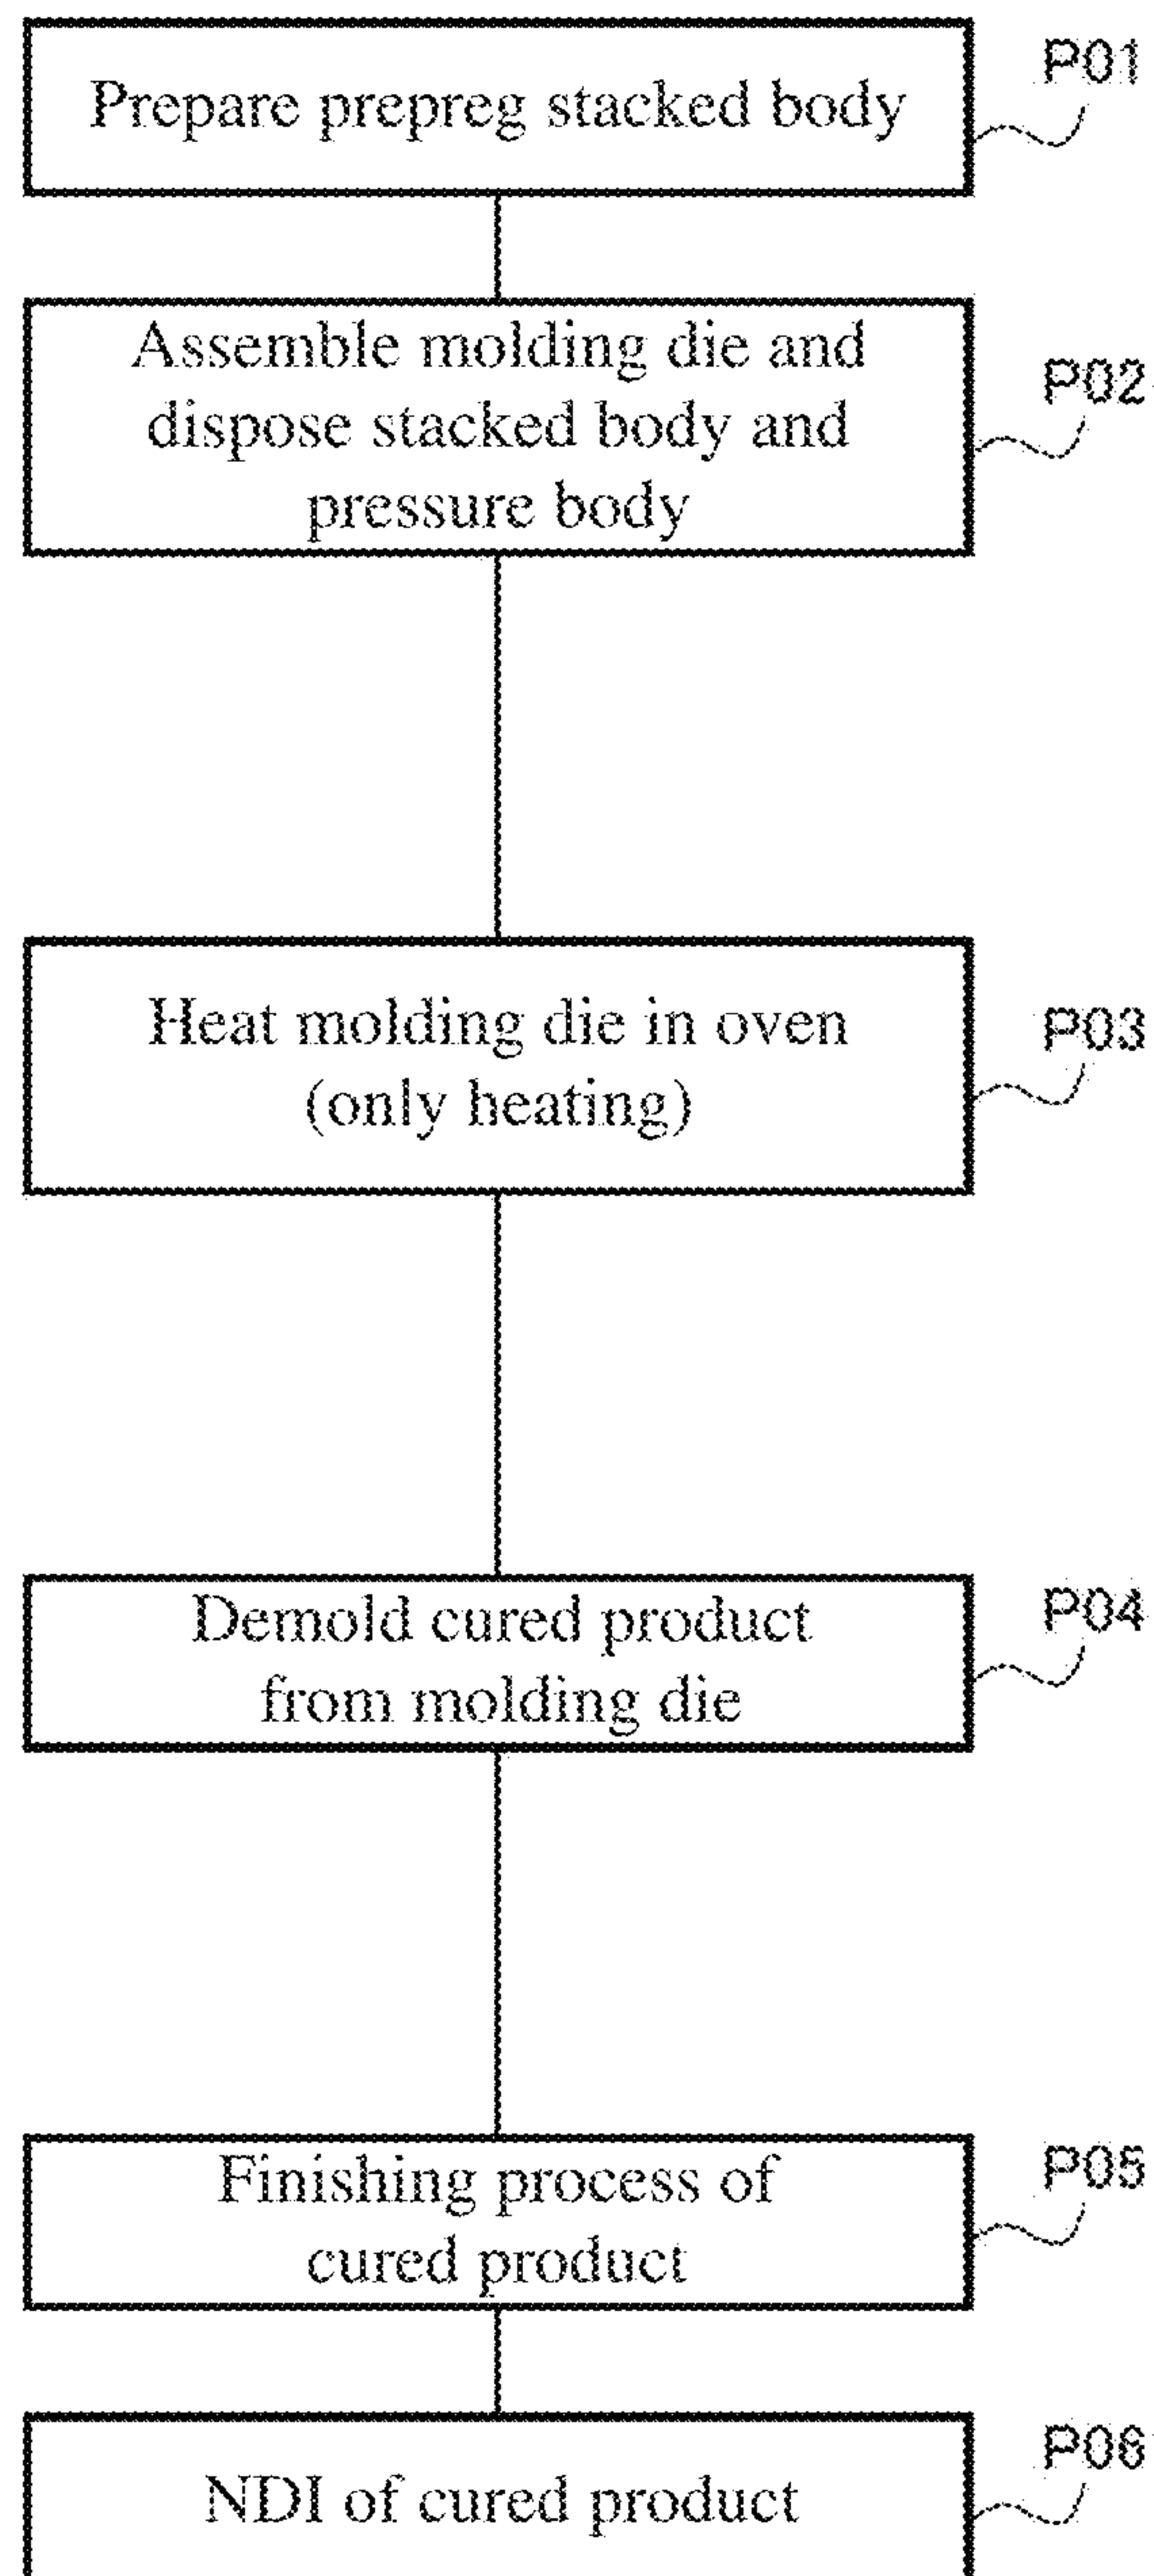 Prepare prepreg stacked body
P01
Assemble molding die and
dispose stacked body and
pressure body
P02
Heat molding die in oven
(only heating)
P03
Demold cured product
from molding die
P04
Finishing process of
cured product
P05
NDI of cured product
P06